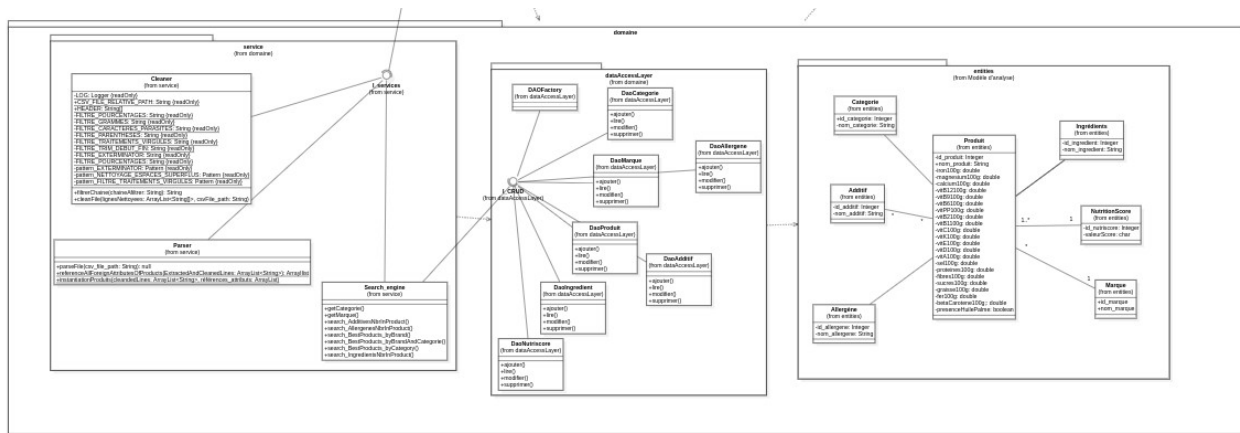 domaine
service
(from domaine)
Cleaner
(from service)
-LOG: Logger {readOnly}
+CSV_FILE_RELATIVE_PATH: String {readOnly}
+HEADER: String[]
-FILTRE_POURCENTAGES: String {readOnly}
-FILTRE_GRAMMES: String {readOnly}
-FILTRE_CARACTERES_PARASITES: String {readOnly}
-FILTRE_PARENTHESES: String {readOnly}
-FILTRE_TRAITEMENTS_VIRGULES: String {readOnly}
-FILTRE_TRIM_DEBUT_FIN: String {readOnly}
-FILTRE_EXTERMINATOR: String {readOnly}
-FILTRE_POURCENTAGES: String {readOnly}
-pattern_EXTERMINATOR: Pattern {readOnly}
-pattern_NETTOYAGE_ESPACES_SUPERFLUS: Pattern {readOnly}
-pattern_FILTRE_TRAITEMENTS_VIRGULES: Pattern {readOnly}
+filtrerChaine(chaineAfiltrer: String): String
+cleanFile(lignesNettoyees: ArrayList<String[]>, csvFile_path: String)
I_services
(from service)
Parser
(from service)
+parseFile(csv_file_path: String): null
+referenceAllForeignAttributesOfProducts(ExtractedAndCleanedLines: ArrayList<String>): Arraylist
Search_engine
(from service)
+getCategorie()
+getMarque()
+search_AdditivesNbrInProduct()
+search_AllergenesNbrInProduct()
+search_BestProducts_byBrand()
+search_BestProducts_byBrandAndCategorie()
+search_BestProducts_byCategory()
+search_IngredientsNbrInProduct()
dataAccessLayer
(from domaine)
DAOFactory
(from dataAccessLayer)
DaoCategorie
(from dataAccessLayer)
+ajouter()
+lire()
+modifier()
+supprimer()
DaoAllergene
(from dataAccessLayer)
+ajouter()
+lire()
+modifier()
+supprimer()
DaoMarque
(from dataAccessLayer)
+ajouter()
+lire()
+modifier()
+supprimer()
I_CRUD
(from dataAccessLayer)
DaoProduit
(from dataAccessLayer)
+ajouter()
+lire()
+modifier()
+supprimer()
DaoAdditif
(from dataAccessLayer)
+ajouter()
+lire()
+modifier()
+supprimer()
DaoIngredient
(from dataAccessLayer)
+ajouter()
+lire()
+modifier()
+supprimer()
DaoNutriscore
(from dataAccessLayer)
+ajouter()
+lire()
+modifier()
+supprimer()
entities
(from Modèle d'analyse)
Categorie
(from entities)
+id_categorie: Integer
-nom_categorie: String
Produit
(from entities)
-id_produit: Integer
+nom_produit: String
-iron100g: double
-magnesium100g: double
-calcium100g: double
-vitB12100g: double
-vitB9100g: double
-vitB6100g: double
-vitPP100g: double
-vitB2100g: double
-vitB1100g: double
-vitC100g: double
-vitK100g: double
-vitE100g: double
-vitD100g: double
-vitA100g: double
-sel100g: double
-proteines100g: double
-fibres100g: double
-sucres100g: double
-graisse100g: double
-fer100g: double
-betaCarotene100g: double
-presenceHuilePalme: boolean
Ingrédients
(from entities)
-id_ingredient: Integer
-nom_ingredient: String
Additif
(from entities)
-id_additif: Integer
-nom_additif: String
*
*
1..*
1
NutritionScore
(from entities)
-id_nutriscore: Integer
-valeurScore: char
*
1
Marque
(from entities)
+id_marque
+nom_marque
Allergène
(from entities)
-id_allergene: Integer
-nom_allergene: String